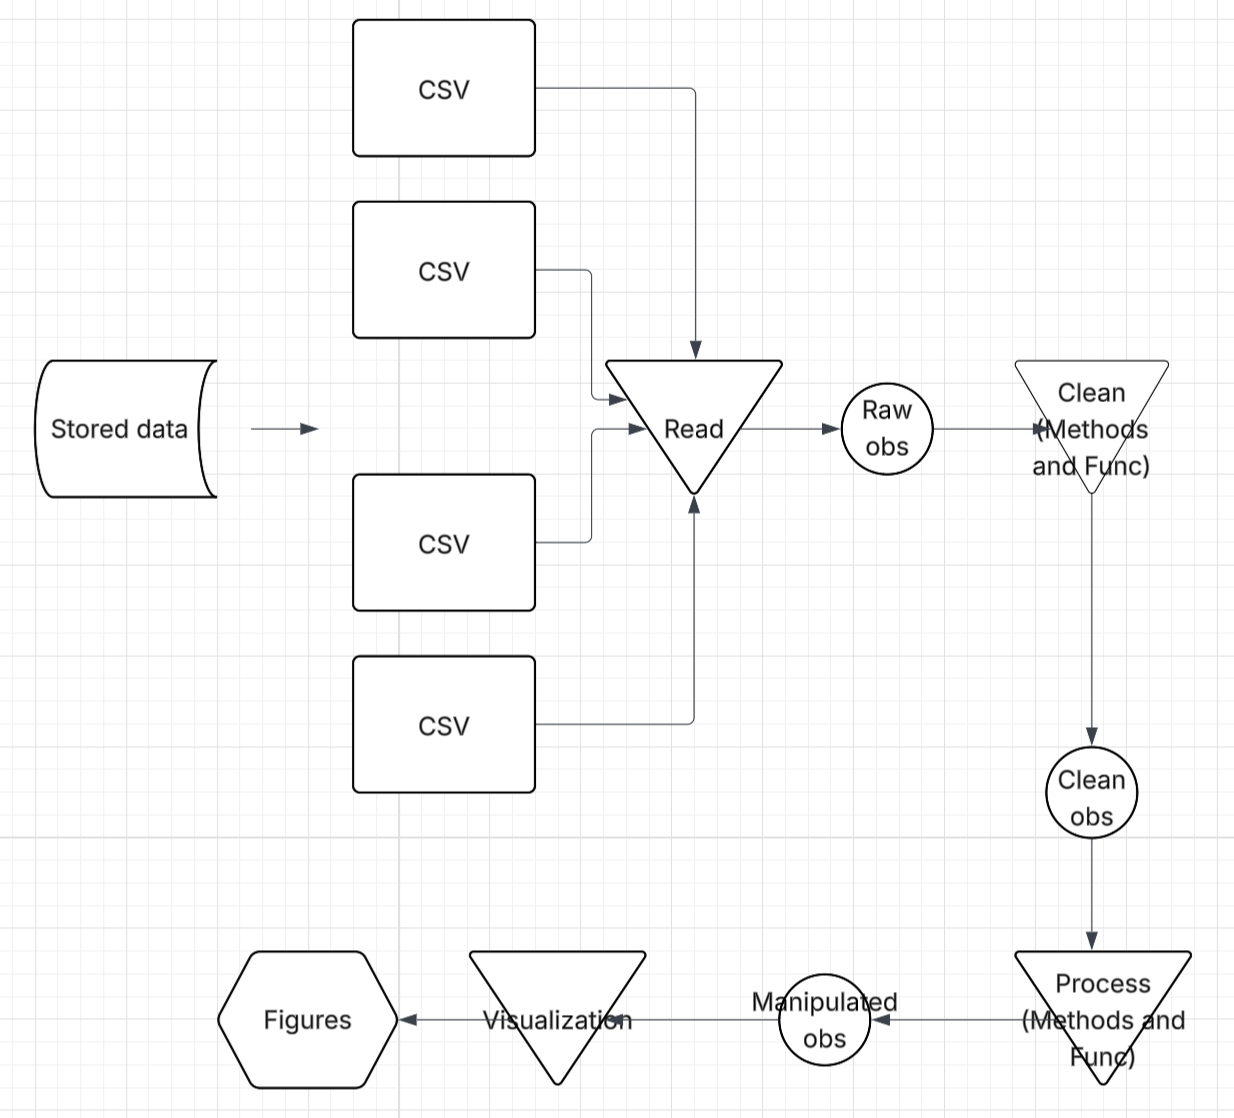 CSV
CSV
Stored data
CSV
CSV
Read
Raw
obs
Clean
(Methods
and Func)
Clean
obs
Process
(Methods and
Func)
Manipulated
obs
Visualization
Figures